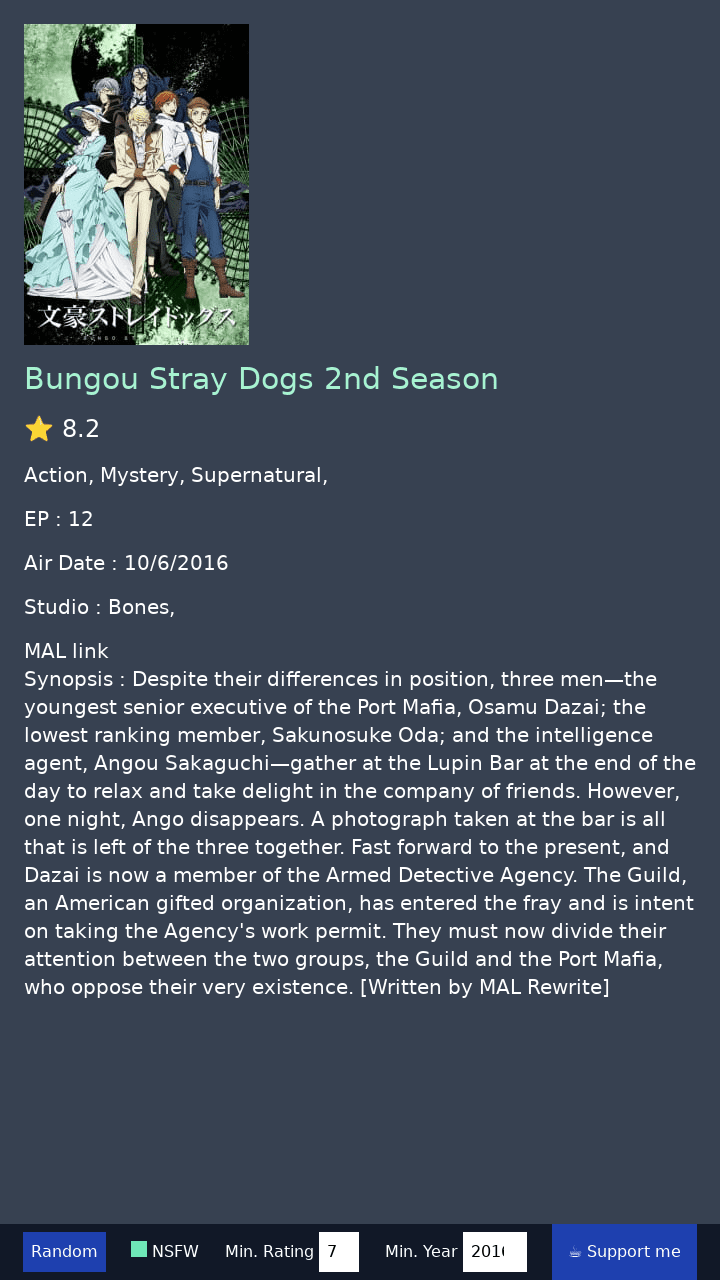 文豪ストレイドッグス
Bungou Stray Dogs 2nd Season
⭐ 8.2
Action, Mystery, Supernatural,
EP : 12
Air Date : 10/6/2016
Studio : Bones,
MAL link
Synopsis : Despite their differences in position, three men—the
youngest senior executive of the Port Mafia, Osamu Dazai; the
lowest ranking member, Sakunosuke Oda; and the intelligence
agent, Angou Sakaguchi—gather at the Lupin Bar at the end of the
day to relax and take delight in the company of friends. However,
one night, Ango disappears. A photograph taken at the bar is all
that is left of the three together. Fast forward to the present, and
Dazai is now a member of the Armed Detective Agency. The Guild,
an American gifted organization, has entered the fray and is intent
on taking the Agency's work permit. They must now divide their
attention between the two groups, the Guild and the Port Mafia,
who oppose their very existence. [Written by MAL Rewrite]
Random NSFW Min. Rating 7 Min. Year 201 ☕ Support me